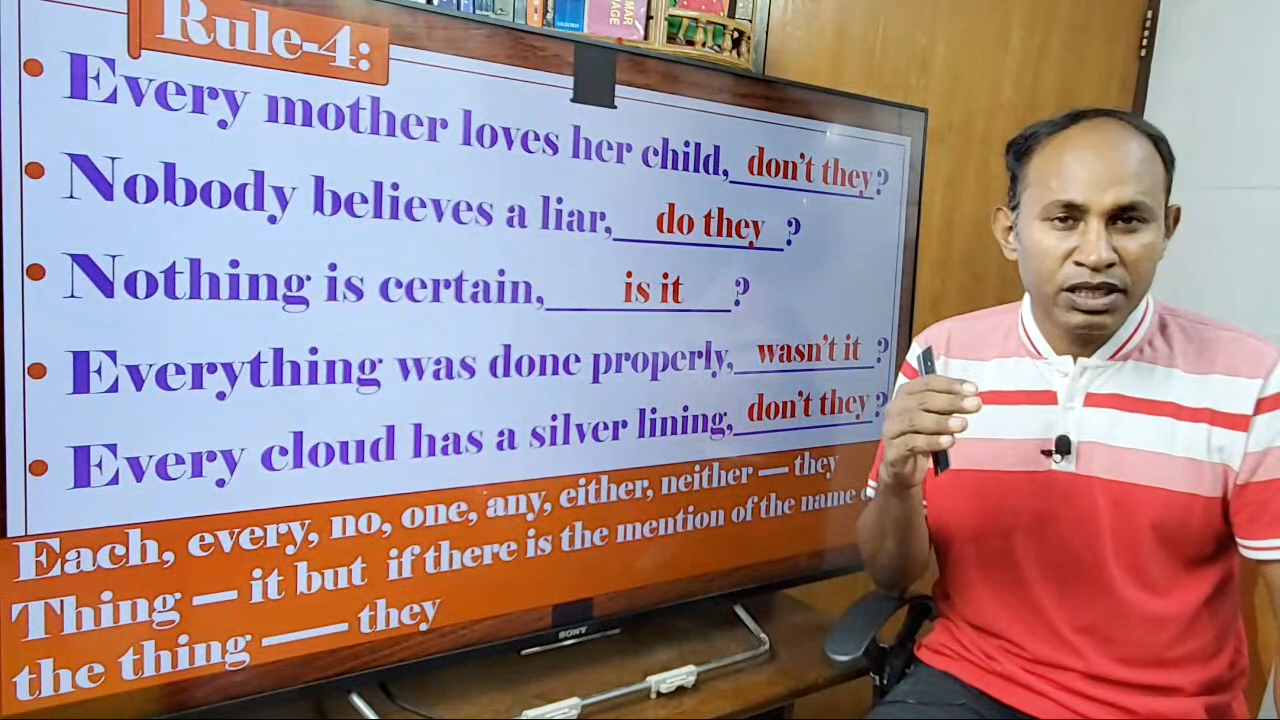 MAR
AGE
Rule-4:
• Every mother loves her child, don't they?
• Nobody believes a liar, do they ?
• Nothing is certain, is it ?
• Everything was done properly, wasn't it ?
• Every cloud has a silver lining, don't they?
Each, every, no, one, any, either, neither — they
Thing — it but if there is the mention of the name
the thing — they
SONY